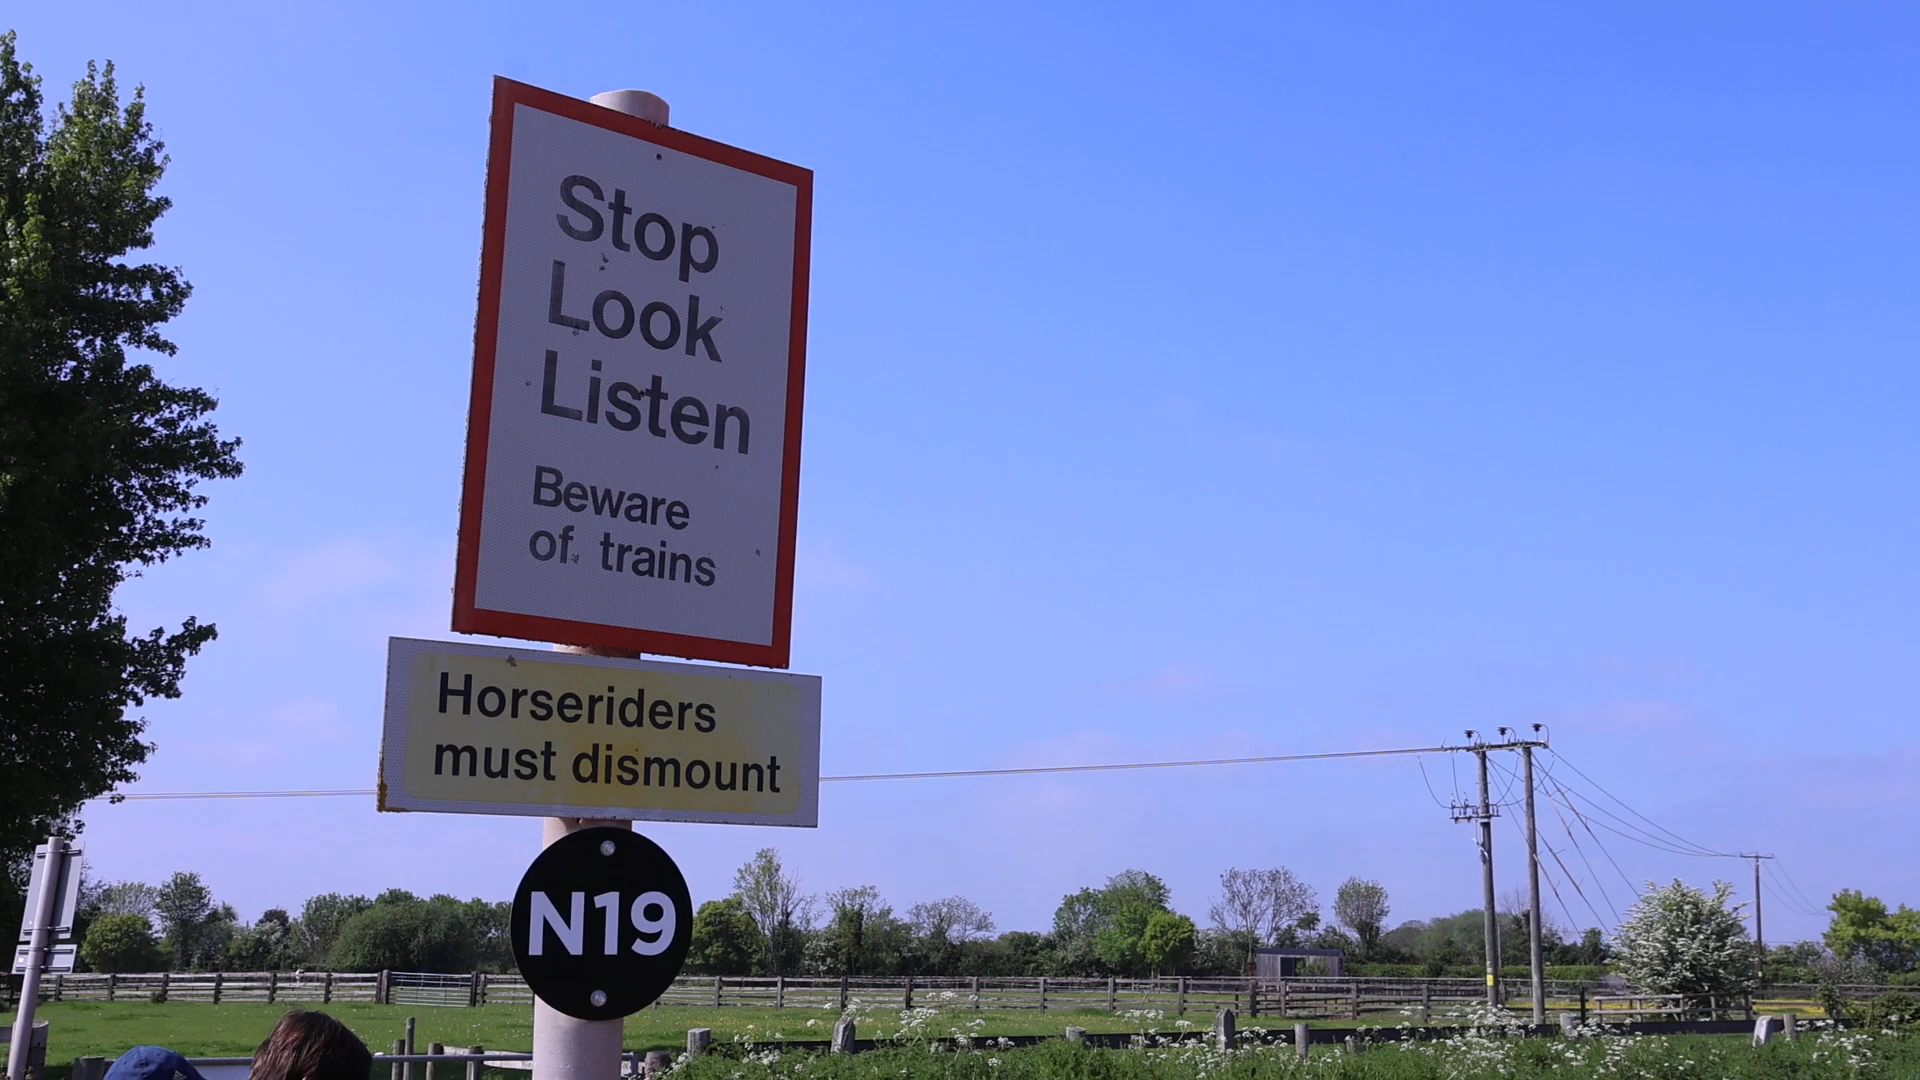 Stop
Look
Listen
Beware
of trains
Horseriders
must dismount
N19